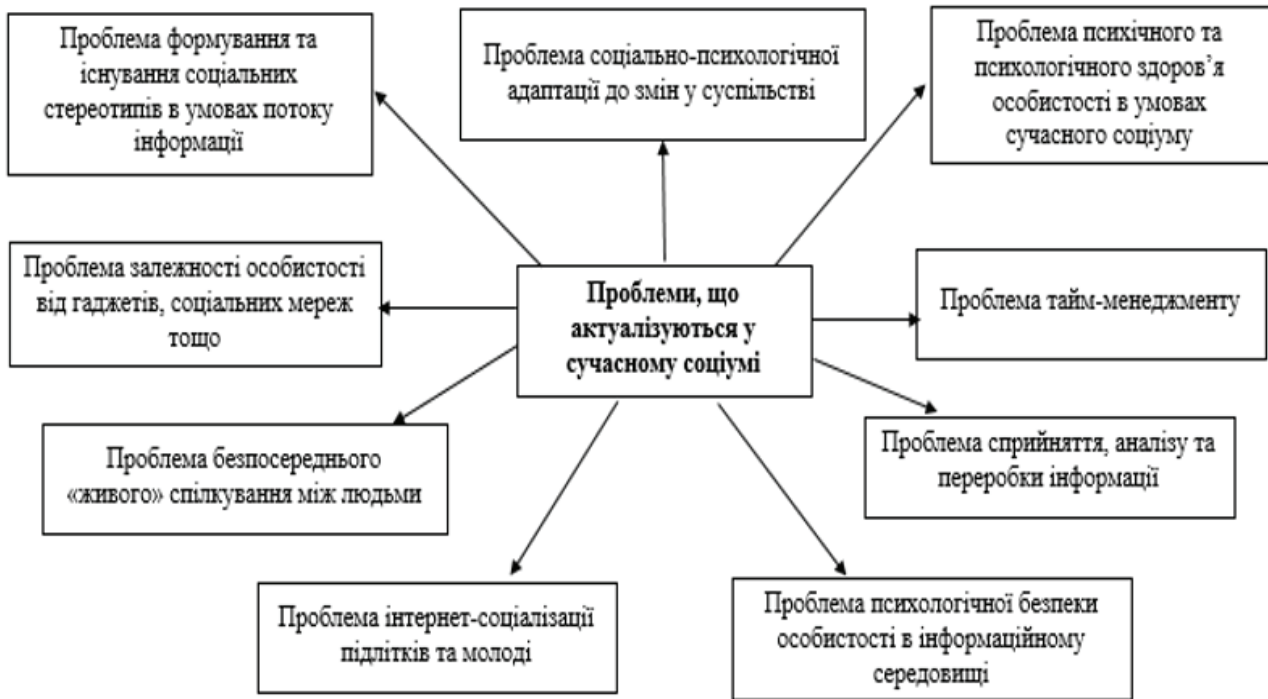 Проблема формування та
існування соціальних
стереотипів в умовах потоку
інформації
Проблема соціально-психологічної
адаптації до змін у суспільстві
Проблема психічного та
психологічного здоров’я
особистості в умовах
сучасного соціуму
Проблема залежності особистості
від гаджетів, соціальних мереж
тощо
Проблеми, що
актуалізуються у
сучасному соціумі
Проблема тайм-менеджменту
Проблема безпосереднього
«живого» спілкування між людьми
Проблема сприйняття, аналізу та
переробки інформації
Проблема інтернет-соціалізації
підлітків та молоді
Проблема психологічної безпеки
особистості в інформаційному
середовищі